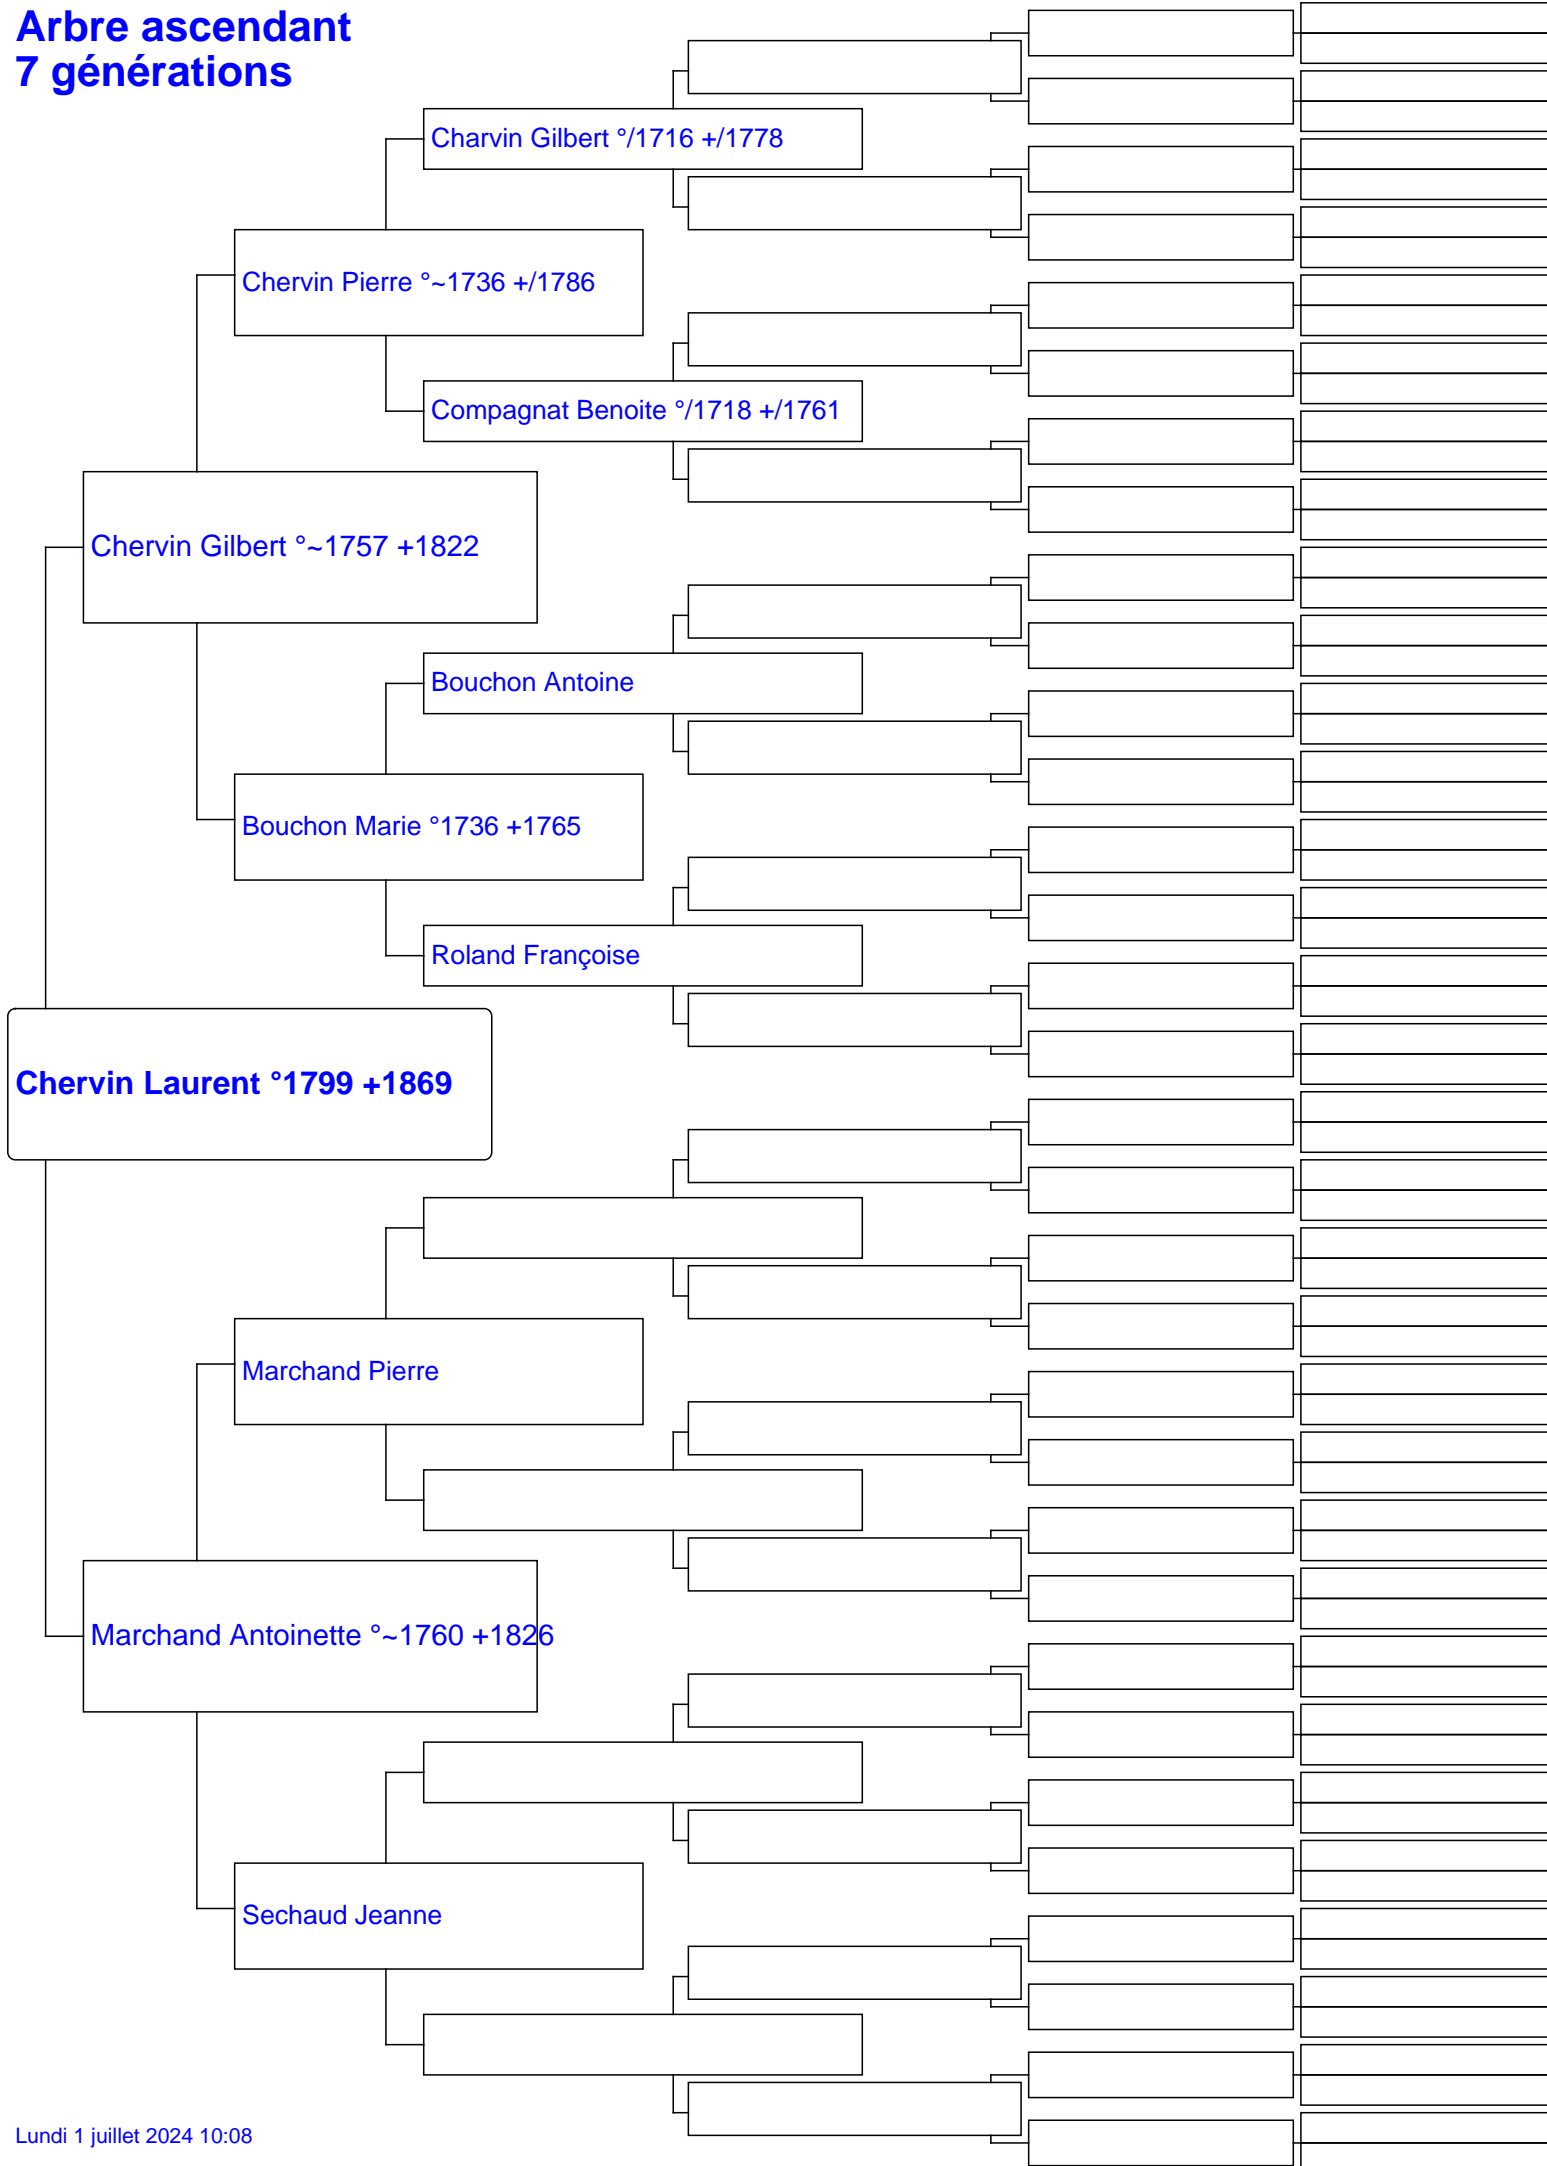 Arbre ascendant
7 générations
Charvin Gilbert °/1716 +/1778
Chervin Pierre °~1736 +/1786
Compagnat Benoite °/1718 +/1761
Chervin Gilbert °~1757 +1822
Bouchon Antoine
Bouchon Marie °1736 +1765
Roland Françoise
Chervin Laurent °1799 +1869
Marchand Pierre
Marchand Antoinette °~1760 +1826
Sechaud Jeanne
Lundi 1 juillet 2024 10:08